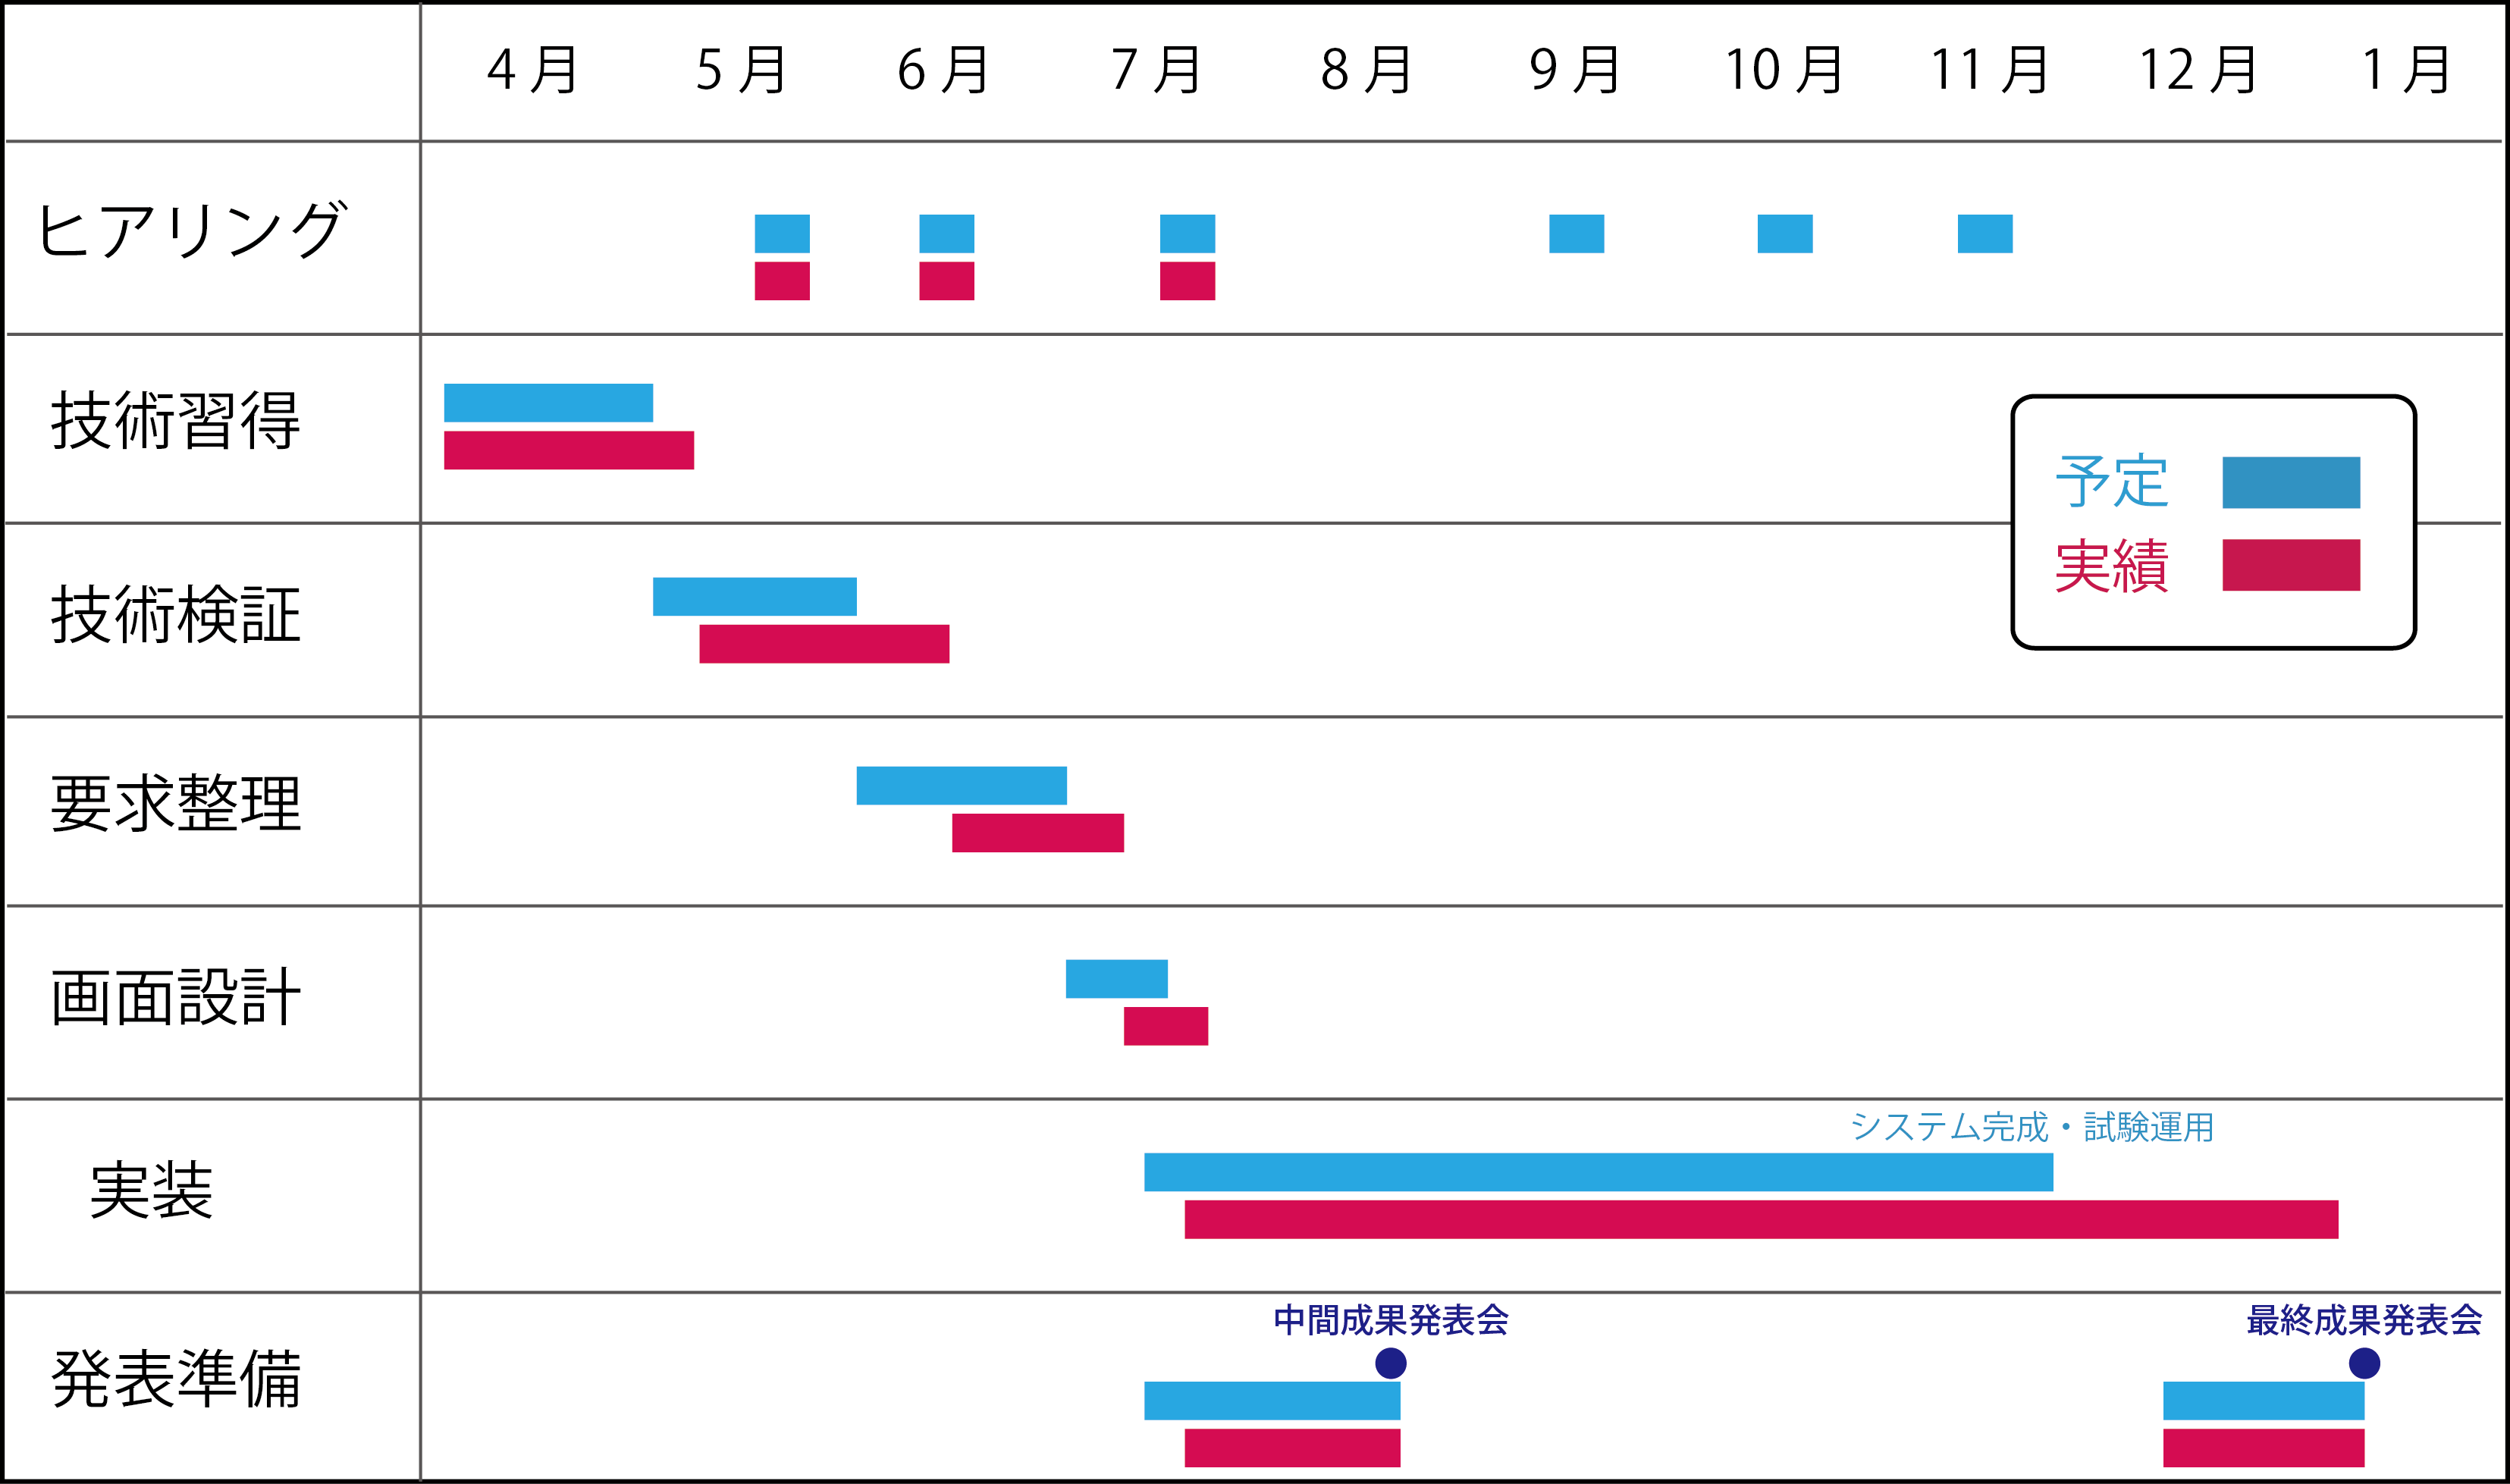 4月 5月 6月 7月 8月 9月 10月 11月 12月 1月
ヒアリング
技術習得
予定
実績
技術検証
要求整理
画面設計
システム完成・試験運用
実装
中間成果発表会 最終成果発表会
発表準備